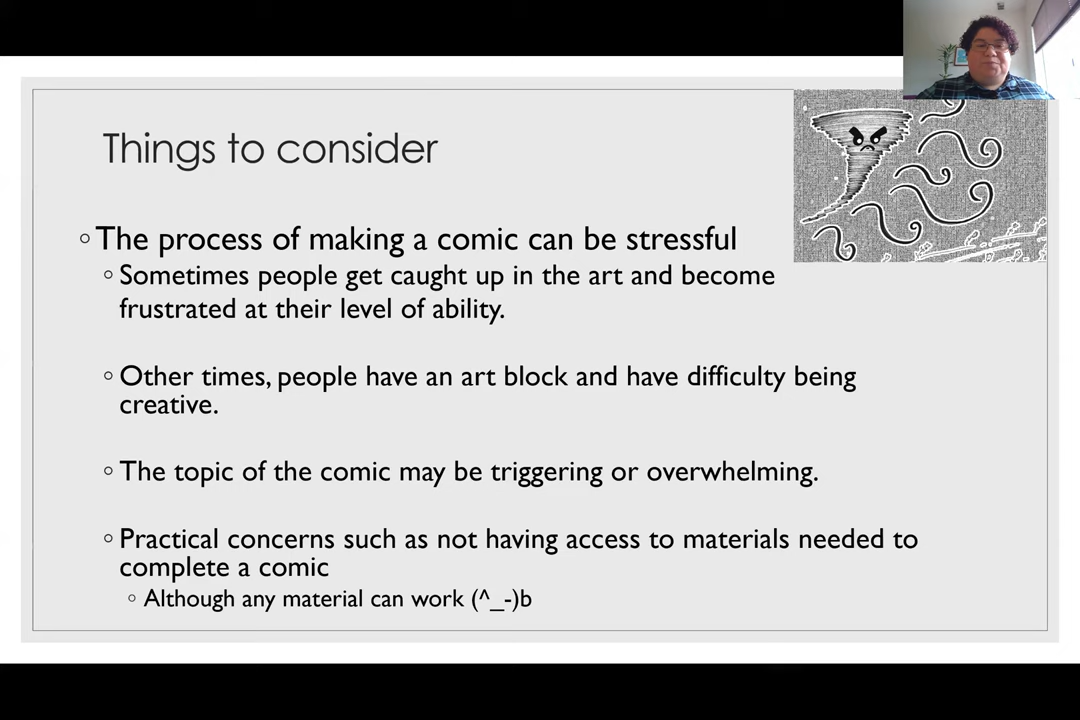 Things to consider
◦ The process of making a comic can be stressful
◦ Sometimes people get caught up in the art and become
frustrated at their level of ability.
◦ Other times, people have an art block and have difficulty being
creative.
◦ The topic of the comic may be triggering or overwhelming.
◦ Practical concerns such as not having access to materials needed to
complete a comic
◦ Although any material can work (^_-)b